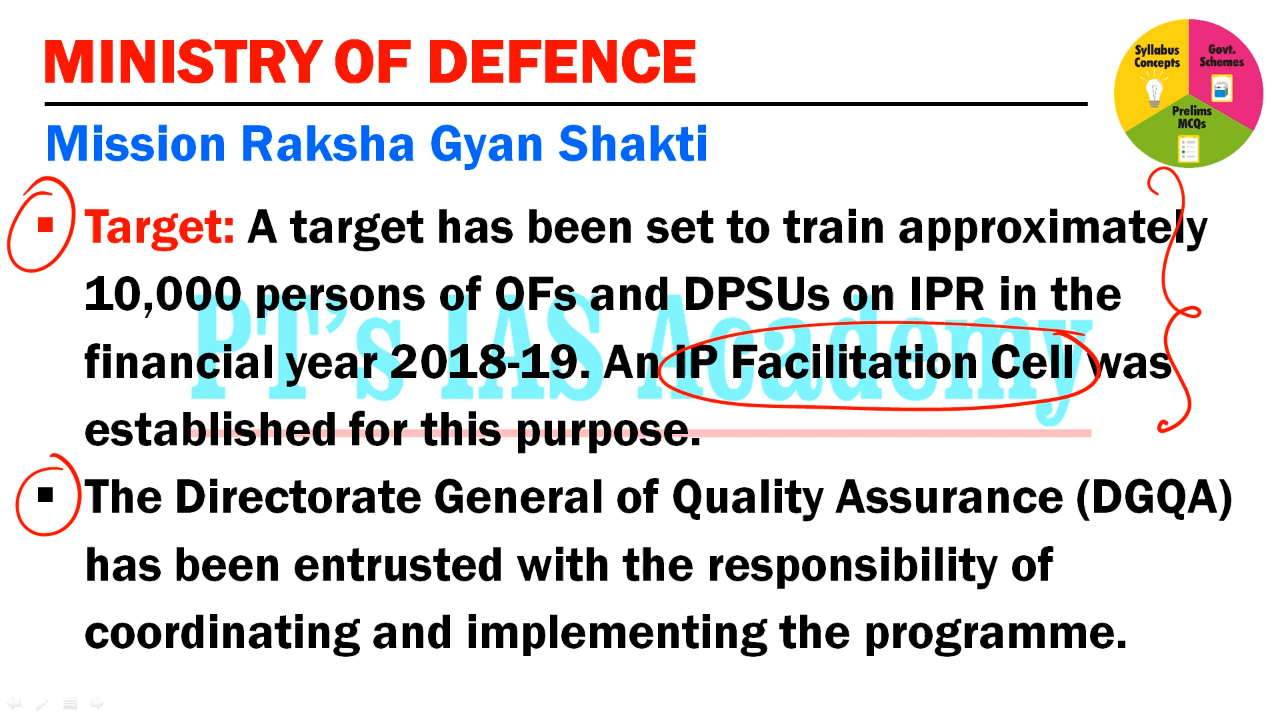 MINISTRY OF DEFENCE
Syllabus
Concepts
Govt.
Schemes
Prelims
MCQs
Mission Raksha Gyan Shakti
▪ Target: A target has been set to train approximately
10,000 persons of OFs and DPSUs on IPR in the
financial year 2018-19. An IP Facilitation Cell was
established for this purpose.
▪ The Directorate General of Quality Assurance (DGQA)
has been entrusted with the responsibility of
coordinating and implementing the programme.
PT's IAS Academy